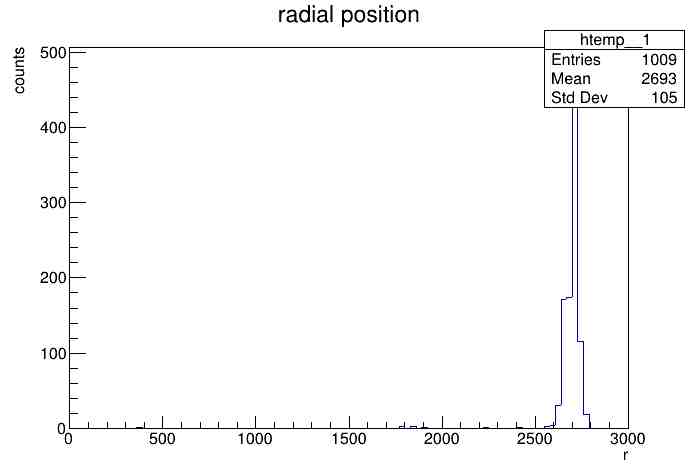 radial position
counts
htemp__1
Entries 1009
Mean 2693
Std Dev 105
500
400
300
200
100
0
0 500 1000 1500 2000 2500 3000
r